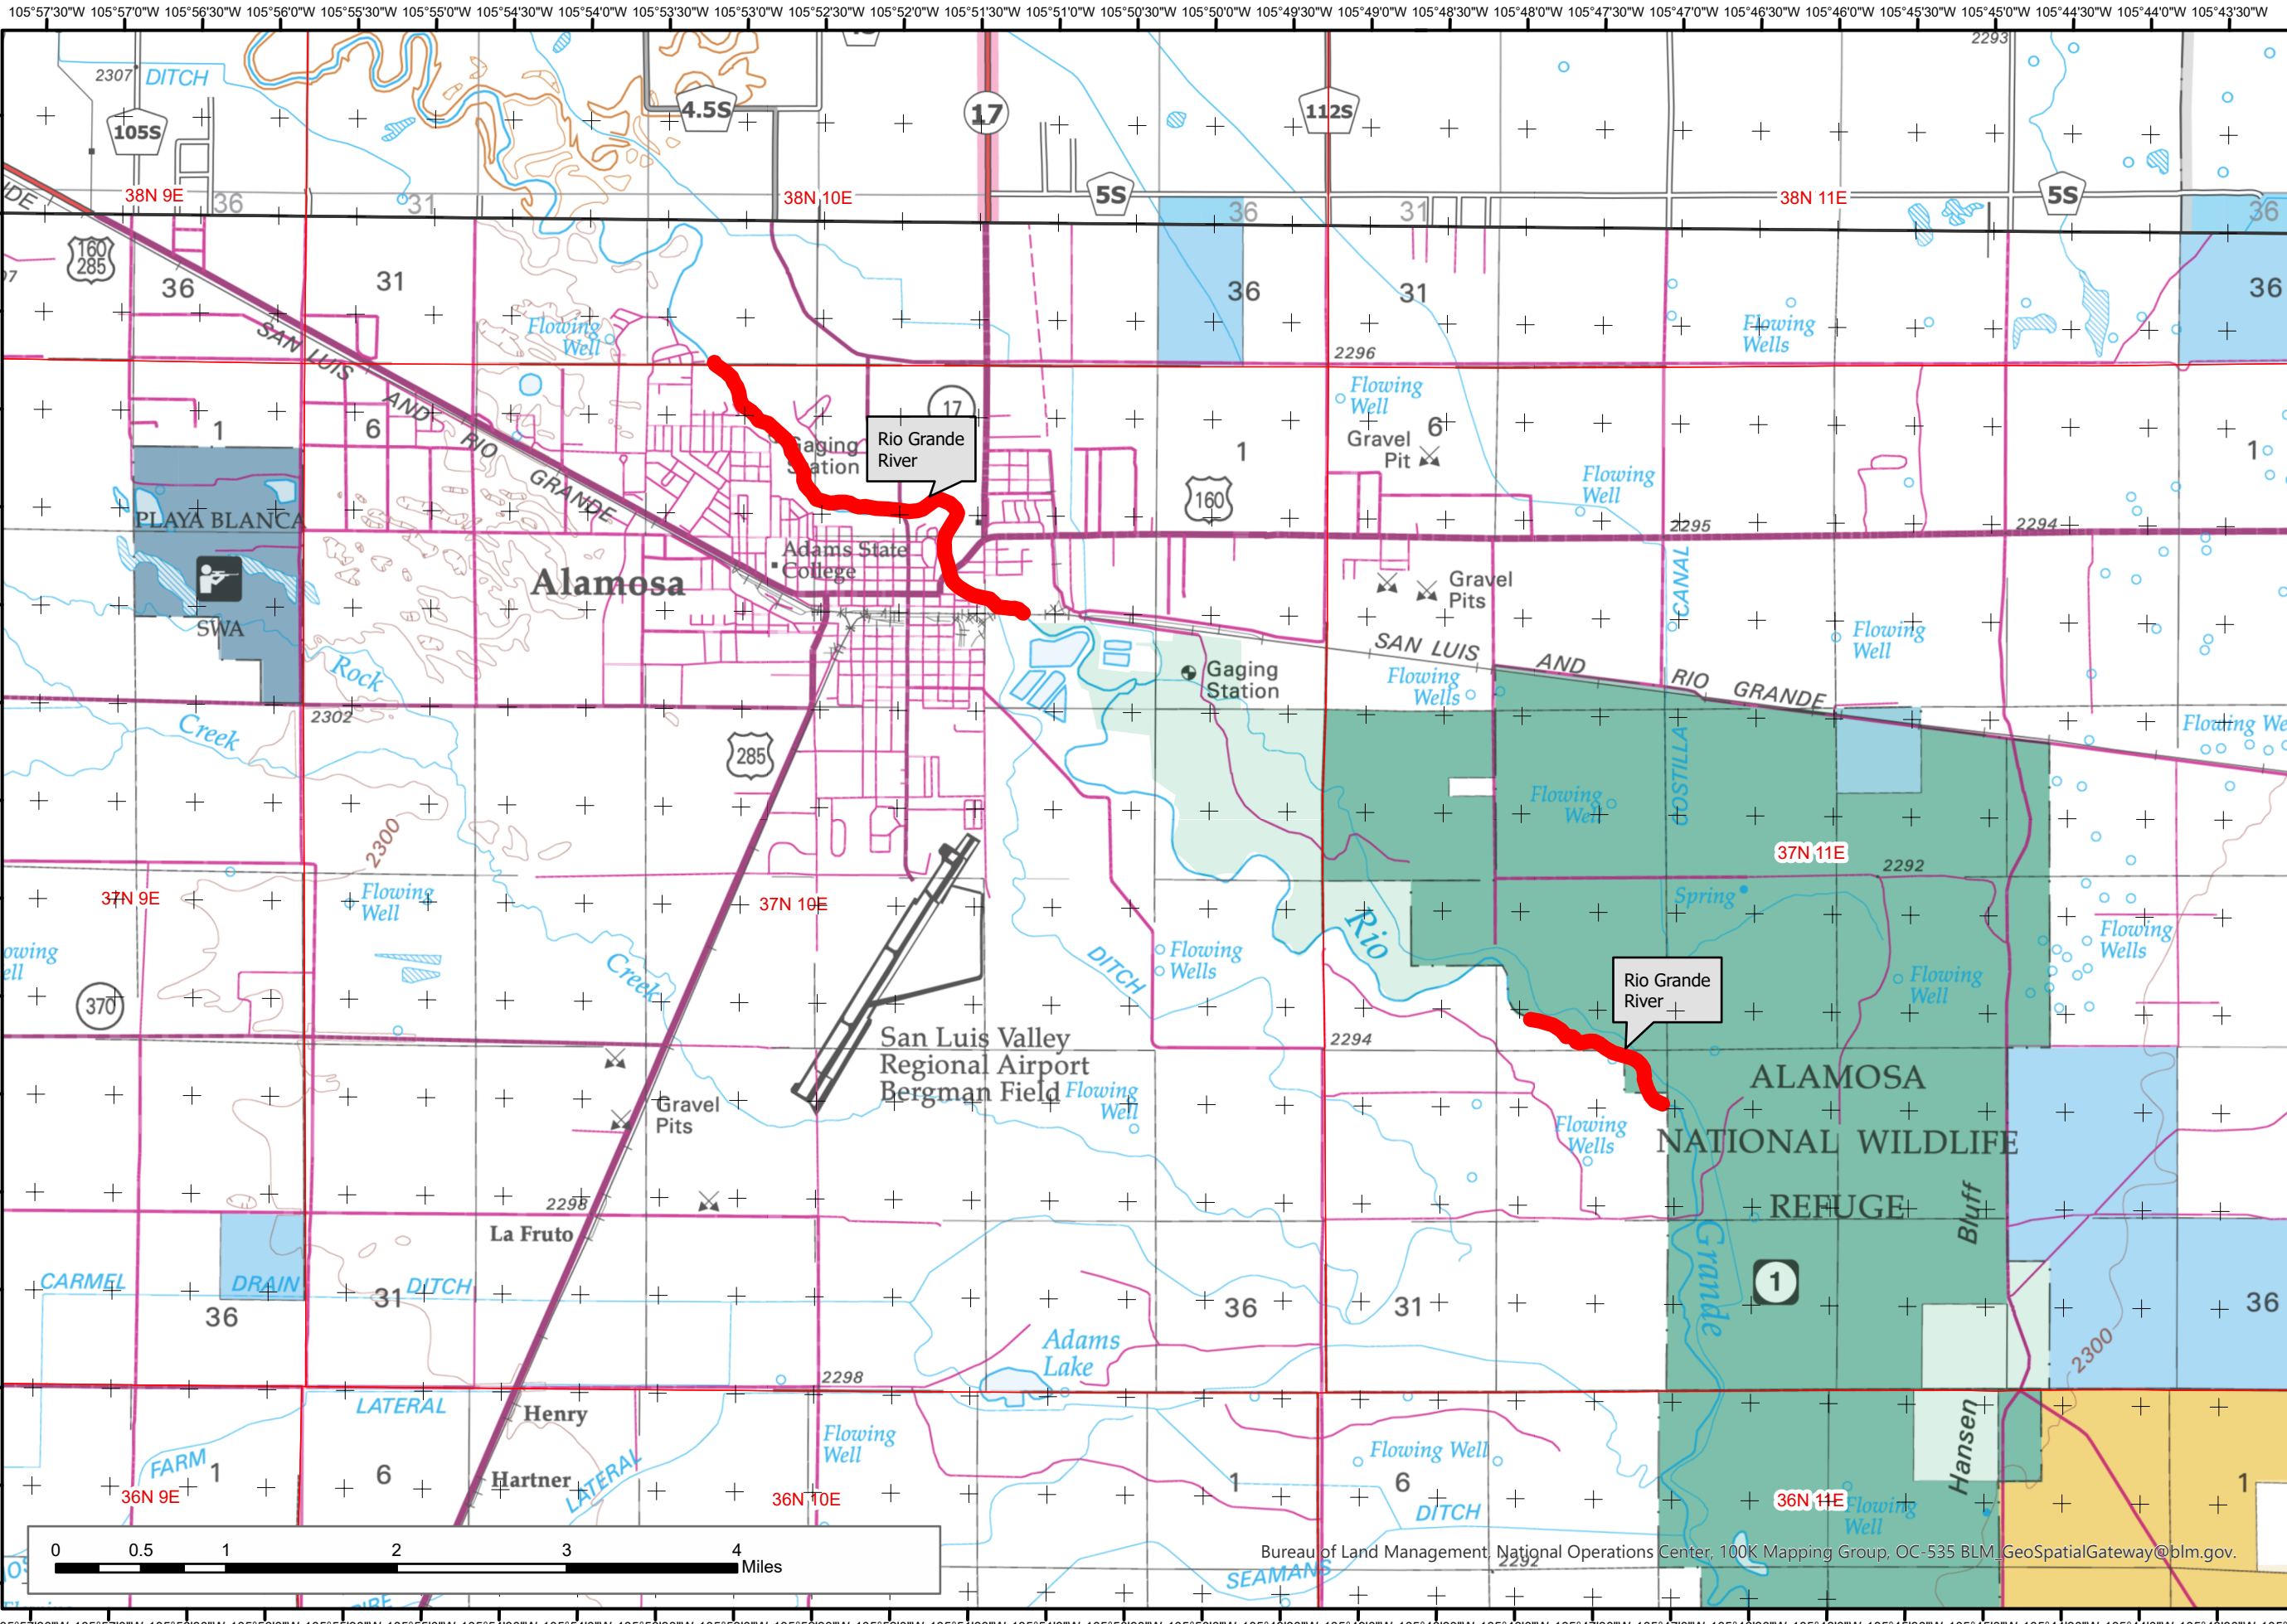 105°57'30"W 105°57'0"W 105°56'30"W 105°56'0"W 105°55'30"W 105°55'0"W 105°54'30"W 105°54'0"W 105°53'30"W 105°53'0"W 105°52'30"W 105°52'0"W 105°51'30"W 105°51'0"W 105°50'30"W 105°50'0"W 105°49'30"W 105°49'0"W 105°48'30"W 105°48'0"W 105°47'30"W 105°47'0"W 105°46'30"W 105°46'0"W 105°45'30"W 105°45'0"W 105°44'30"W 105°44'0"W 105°43'30"W
2293
2307 DITCH
105S
4.5S
17
112S
38N 9E
36
31
38N 10E
5S
36
31
38N 11E
5S
36
160
285
36
31
36
31
36
Flowing
Well
Flowing
Wells
2296
SAN LUIS
AND
RIO
GRANDE
1
6
17
Gaging
Station
Rio Grande
River
1
Flowing
Well
6
Gravel
Pit
Flowing
Well
1
160
2295
2294
PLAYA BLANCA
SWA
Alamosa
Adams State
College
Gravel
Pits
CANAL
Flowing
Well
SAN LUIS
AND
RIO
GRANDE
Rock
Creek
2302
Gaging
Station
Flowing
Wells
285
COSTILLA
Flowing
Well
2300
37N 11E
2292
37N 9E
Flowing
Well
37N 10E
Spring
Rio
Flowing
Wells
Creek
DITCH
Flowing
Wells
Flowing
Well
Rio Grande
River
370
San Luis Valley
Regional Airport
Bergman Field
Flowing
Well
2294
ALAMOSA
NATIONAL WILDLIFE
REFUGE
Gravel
Pits
Flowing
Wells
2298
La Fruto
Grande
Bluff
1
CARMEL
DRAIN
DITCH
36
31
36
31
36
Adams
Lake
2300
2298
LATERAL
Henry
Flowing
Well
Flowing Well
Hansen
FARM
1
6
Hartner
LATERAL
1
6
1
36N 9E
36N 10E
36N 11E
Flowing
Well
DITCH
0 0.5 1 2 3 4
Miles
Bureau of Land Management, National Operations Center, 100K Mapping Group, OC-535 BLM_GeoSpatialGateway@blm.gov.
2292
SEAMANS